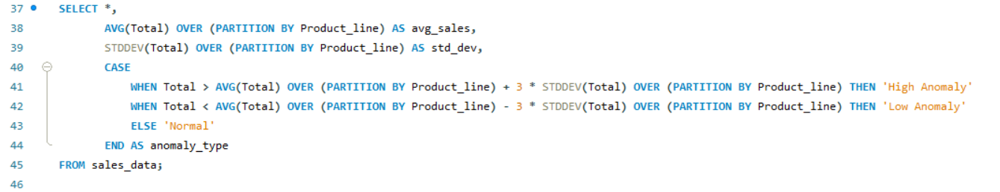 37 SELECT *,
38 AVG(Total) OVER (PARTITION BY Product_line) AS avg_sales,
39 STDDEV(Total) OVER (PARTITION BY Product_line) AS std_dev,
40 CASE
41 WHEN Total > AVG(Total) OVER (PARTITION BY Product_line) + 3 * STDDEV(Total) OVER (PARTITION BY Product_line) THEN 'High Anomaly'
42 WHEN Total < AVG(Total) OVER (PARTITION BY Product_line) - 3 * STDDEV(Total) OVER (PARTITION BY Product_line) THEN 'Low Anomaly'
43 ELSE 'Normal'
44 END AS anomaly_type
45 FROM sales_data;
46